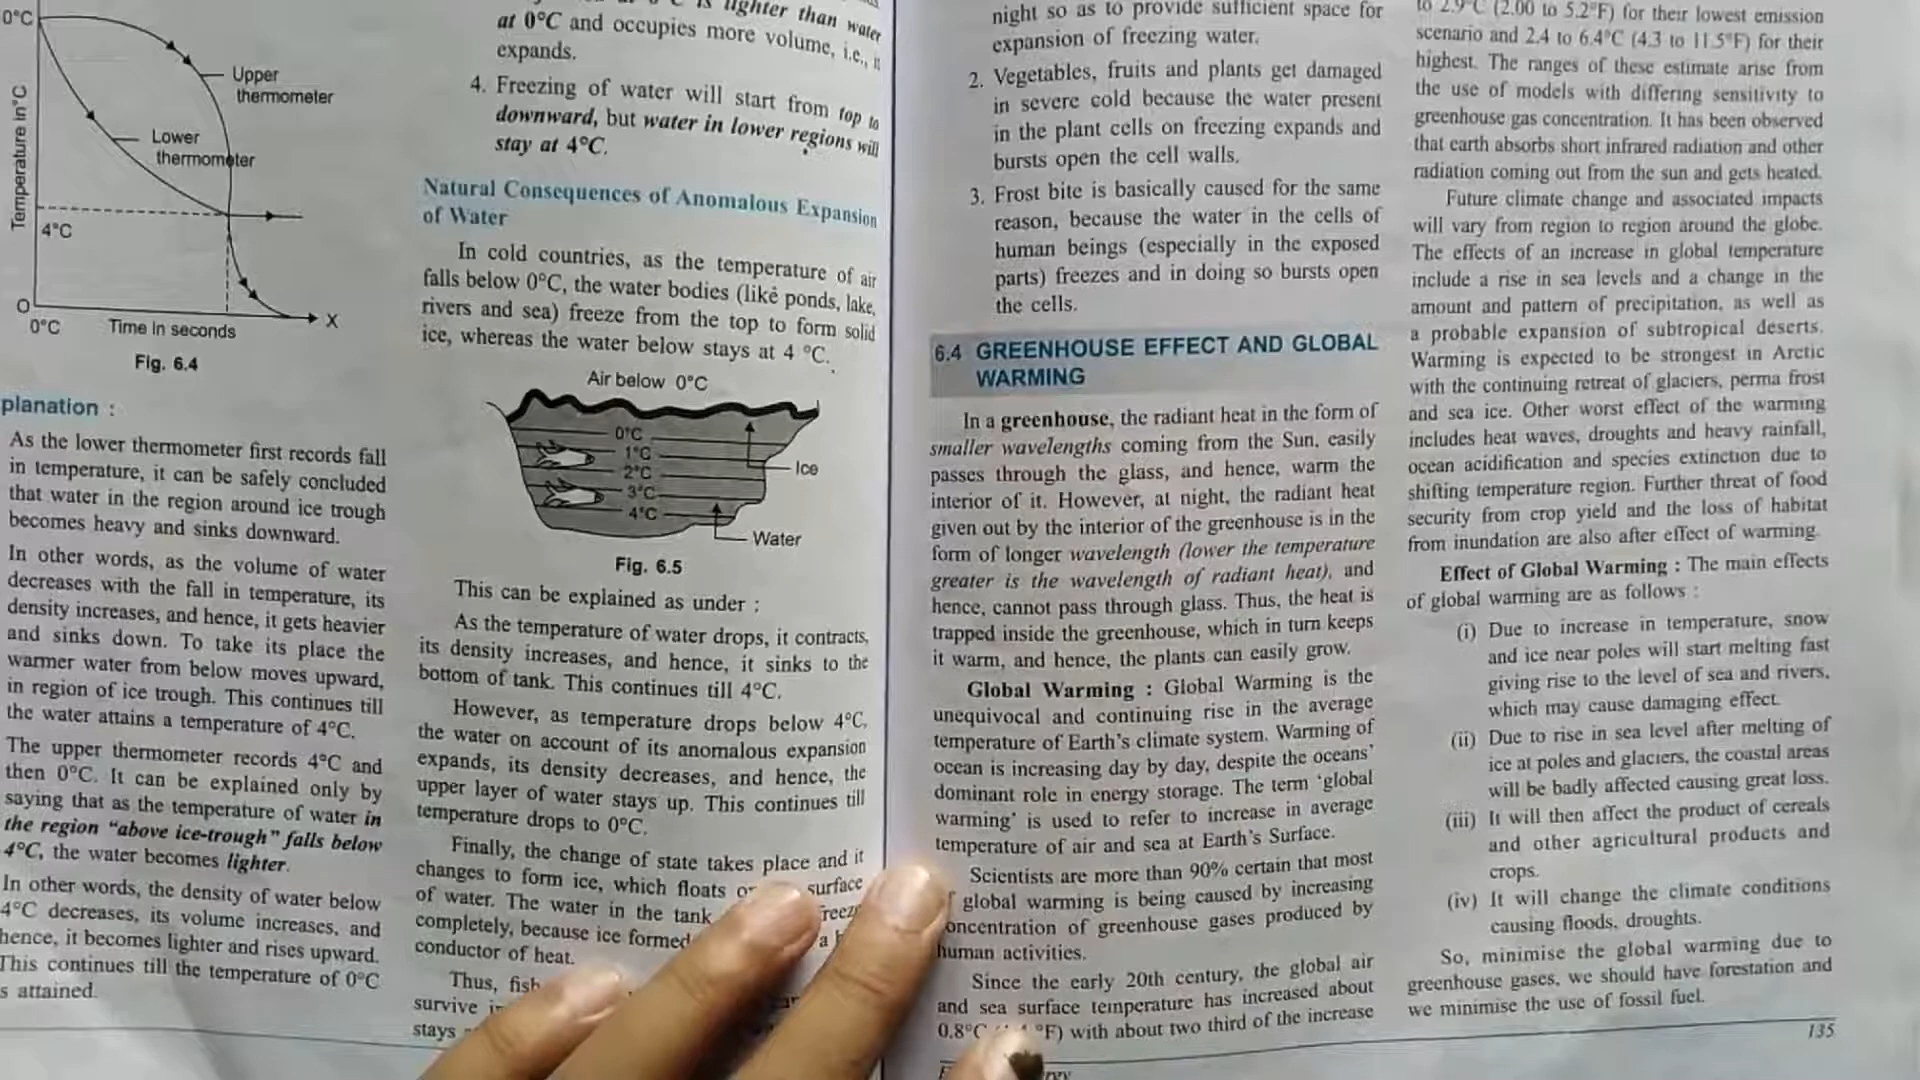 0°C
Upper
thermometer
Lower
thermometer
Temperature in°C
4°C
O
0°C
Time in seconds
X
Fig. 6.4
planation :
As the lower thermometer first records fall
in temperature, it can be safely concluded
that water in the region around ice trough
becomes heavy and sinks downward.
In other words, as the volume of water
decreases with the fall in temperature, its
density increases, and hence, it gets heavier
and sinks down. To take its place the
warmer water from below moves upward,
in region of ice trough. This continues till
the water attains a temperature of 4°C.
The upper thermometer records 4°C and
then 0°C. It can be explained only by
saying that as the temperature of water in
the region “above ice-trough” falls below
4°C, the water becomes lighter.
In other words, the density of water below
4°C decreases, its volume increases, and
hence, it becomes lighter and rises upward.
This continues till the temperature of 0°C
s attained.
is lighter than water
at 0°C and occupies more volume, i.e., it
expands.
4. Freezing of water will start from top to
downward, but water in lower regions will
stay at 4°C.
Natural Consequences of Anomalous Expansion
of Water
In cold countries, as the temperature of air
falls below 0°C, the water bodies (like ponds, lake,
rivers and sea) freeze from the top to form solid
ice, whereas the water below stays at 4 °C.
Air below 0°C
0°C
1°C
2°C
3°C
4°C
Ice
Water
Fig. 6.5
This can be explained as under :
As the temperature of water drops, it contracts,
its density increases, and hence, it sinks to the
bottom of tank. This continues till 4°C.
However, as temperature drops below 4°C,
the water on account of its anomalous expansion
expands, its density decreases, and hence, the
upper layer of water stays up. This continues till
temperature drops to 0°C.
Finally, the change of state takes place and it
changes to form ice, which floats surface
of water. The water in the tank
completely, because ice formed a
conductor of heat.
Thus, fish
survive
stays
night so as to provide sufficient space for
expansion of freezing water.
2. Vegetables, fruits and plants get damaged
in severe cold because the water present
in the plant cells on freezing expands and
bursts open the cell walls.
3. Frost bite is basically caused for the same
reason, because the water in the cells of
human beings (especially in the exposed
parts) freezes and in doing so bursts open
the cells.
6.4 GREENHOUSE EFFECT AND GLOBAL
WARMING
In a greenhouse, the radiant heat in the form of
smaller wavelengths coming from the Sun, easily
passes through the glass, and hence, warm the
interior of it. However, at night, the radiant heat
given out by the interior of the greenhouse is in the
form of longer wavelength (lower the temperature
greater is the wavelength of radiant heat), and
hence, cannot pass through glass. Thus, the heat is
trapped inside the greenhouse, which in turn keeps
it warm, and hence, the plants can easily grow.
Global Warming : Global Warming is the
unequivocal and continuing rise in the average
temperature of Earth’s climate system. Warming of
ocean is increasing day by day, despite the oceans’
dominant role in energy storage. The term ‘global
warming’ is used to refer to increase in average
temperature of air and sea at Earth’s Surface.
Scientists are more than 90% certain that most
global warming is being caused by increasing
oncentration of greenhouse gases produced by
human activities.
Since the early 20th century, the global air
and sea surface temperature has increased about
0.8°C °F) with about two third of the increase
to 2.9°C (2.00 to 5.2°F) for their lowest emission
scenario and 2.4 to 6.4°C (4.3 to 11.5°F) for their
highest. The ranges of these estimate arise from
the use of models with differing sensitivity to
greenhouse gas concentration. It has been observed
that earth absorbs short infrared radiation and other
radiation coming out from the sun and gets heated.
Future climate change and associated impacts
will vary from region to region around the globe.
The effects of an increase in global temperature
include a rise in sea levels and a change in the
amount and pattern of precipitation, as well as
a probable expansion of subtropical deserts.
Warming is expected to be strongest in Arctic
with the continuing retreat of glaciers, perma frost
and sea ice. Other worst effect of the warming
includes heat waves, droughts and heavy rainfall,
ocean acidification and species extinction due to
shifting temperature region. Further threat of food
security from crop yield and the loss of habitat
from inundation are also after effect of warming.
Effect of Global Warming : The main effects
of global warming are as follows :
(i) Due to increase in temperature, snow
and ice near poles will start melting fast
giving rise to the level of sea and rivers,
which may cause damaging effect.
(ii) Due to rise in sea level after melting of
ice at poles and glaciers, the coastal areas
will be badly affected causing great loss.
(iii) It will then affect the product of cereals
and other agricultural products and
crops.
(iv) It will change the climate conditions
causing floods, droughts.
So, minimise the global warming due to
greenhouse gases, we should have forestation and
we minimise the use of fossil fuel.
135